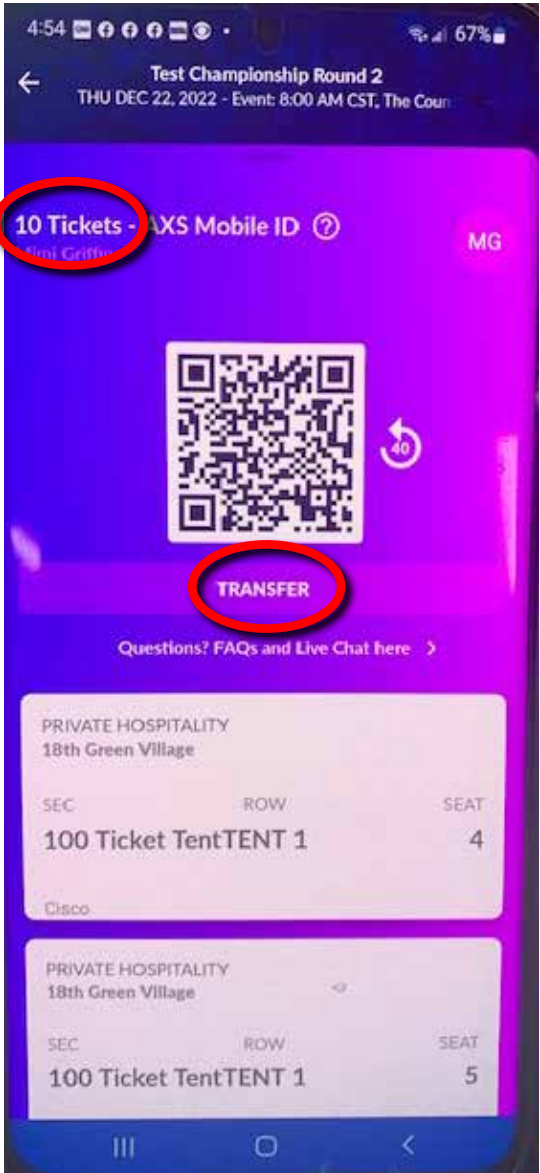 4:54
67%
Test Championship Round 2
THU DEC 22, 2022 - Event: 8:00 AM CST, The Coun
10 Tickets - AXS Mobile ID ?
Mimi Griffin
MG
40
TRANSFER
Questions? FAQs and Live Chat here >
PRIVATE HOSPITALITY
18th Green Village
SEC ROW SEAT
100 Ticket TentTENT 1 4
Cisco
PRIVATE HOSPITALITY
18th Green Village
SEC ROW SEAT
100 Ticket TentTENT 1 5